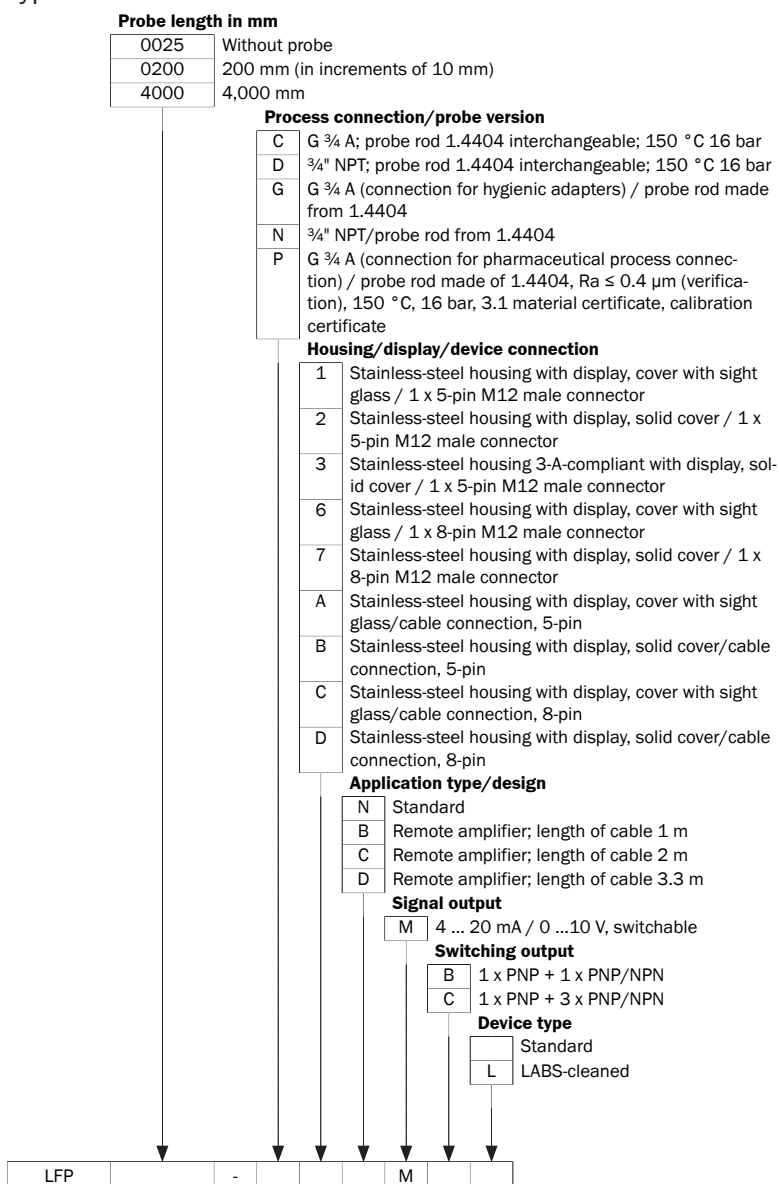 Probe length in mm
0025 Without probe
0200 200 mm (in increments of 10 mm)
4000 4,000 mm
Process connection/probe version
C G ¾ A; probe rod 1.4404 interchangeable; 150 °C 16 bar
D ¾" NPT; probe rod 1.4404 interchangeable; 150 °C 16 bar
G G ¾ A (connection for hygienic adapters) / probe rod made
from 1.4404
N ¾" NPT/probe rod from 1.4404
P G ¾ A (connection for pharmaceutical process connec-
tion) / probe rod made of 1.4404, Ra ≤ 0.4 µm (verifica-
tion), 150 °C, 16 bar, 3.1 material certificate, calibration
certificate
Housing/display/device connection
1 Stainless-steel housing with display, cover with sight
glass / 1 x 5-pin M12 male connector
2 Stainless-steel housing with display, solid cover / 1 x
5-pin M12 male connector
3 Stainless-steel housing 3-A-compliant with display, sol-
id cover / 1 x 5-pin M12 male connector
6 Stainless-steel housing with display, cover with sight
glass / 1 x 8-pin M12 male connector
7 Stainless-steel housing with display, solid cover / 1 x
8-pin M12 male connector
A Stainless-steel housing with display, cover with sight
glass/cable connection, 5-pin
B Stainless-steel housing with display, solid cover/cable
connection, 5-pin
C Stainless-steel housing with display, cover with sight
glass/cable connection, 8-pin
D Stainless-steel housing with display, solid cover/cable
connection, 8-pin
Application type/design
N Standard
B Remote amplifier; length of cable 1 m
C Remote amplifier; length of cable 2 m
D Remote amplifier; length of cable 3.3 m
Signal output
M 4 ... 20 mA / 0 ...10 V, switchable
Switching output
B 1 x PNP + 1 x PNP/NPN
C 1 x PNP + 3 x PNP/NPN
Device type
Standard
L LABS-cleaned
LFP - M